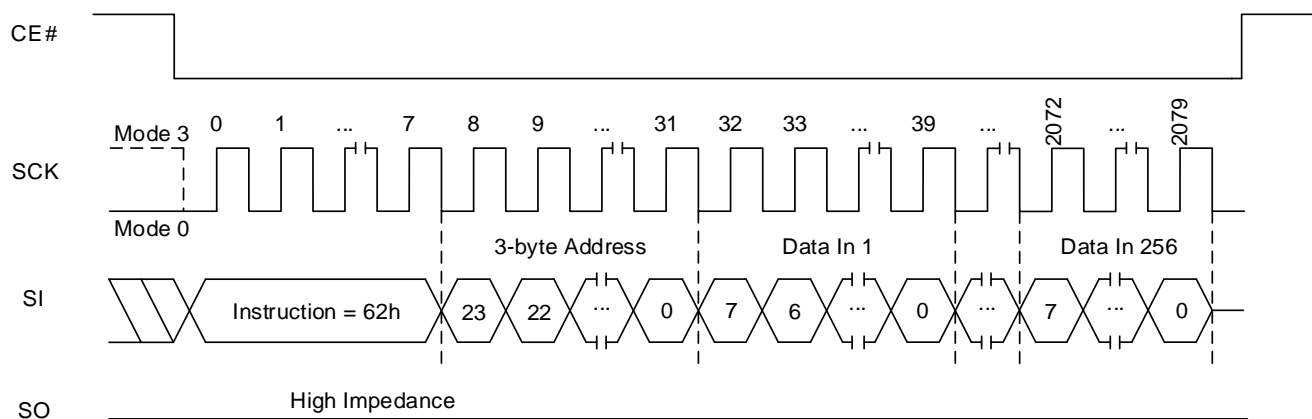 CE#
Mode 3
0 1 ... 7 8 9 ... 31 32 33 ... 39 ... 2072 ... 2079
SCK
Mode 0
3-byte Address Data In 1 Data In 256
SI
Instruction = 62h 23 22 ... 0 7 6 ... 0 ... 7 ... 0
High Impedance
SO